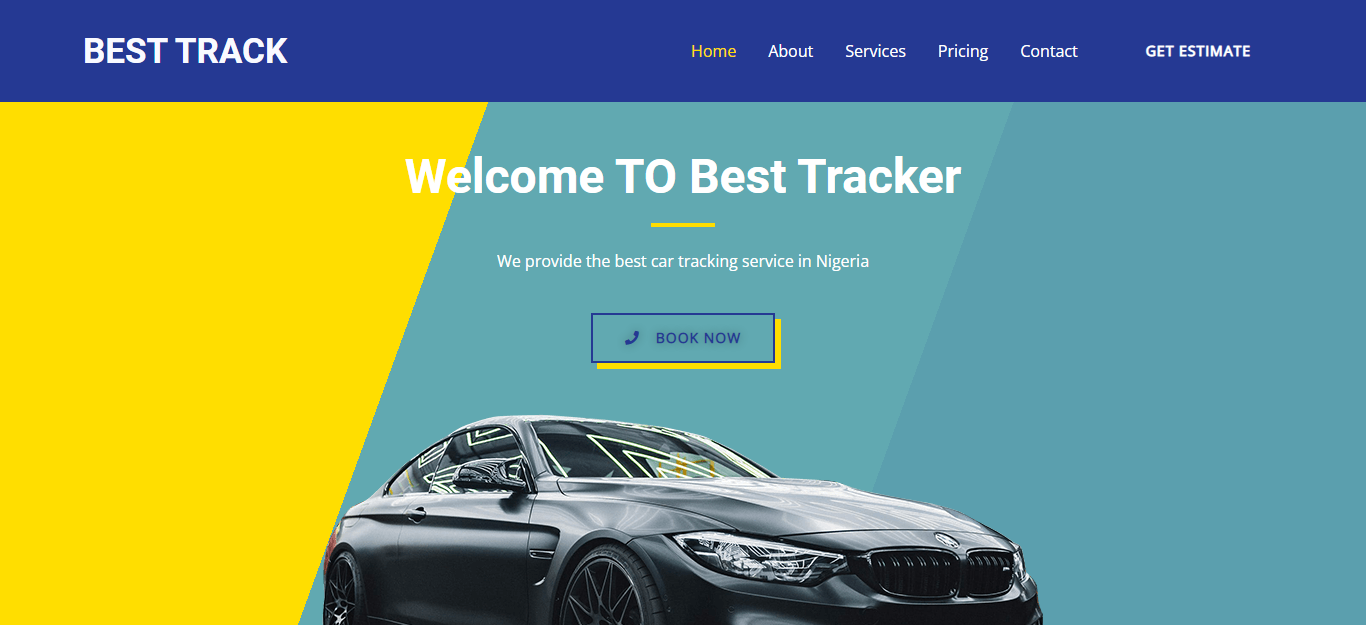 BEST TRACK
Home About Services Pricing Contact GET ESTIMATE
Welcome TO Best Tracker
We provide the best car tracking service in Nigeria
BOOK NOW